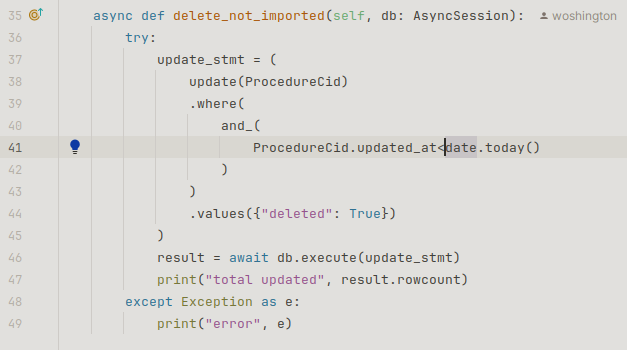 35 async def delete_not_imported(self, db: AsyncSession): woshington
36 try:
37 update_stmt = (
38 update(ProcedureCid)
39 .where(
40 and_(
41 ProcedureCid.updated_at<date.today()
42 )
43 )
44 .values({"deleted": True})
45 )
46 result = await db.execute(update_stmt)
47 print("total updated", result.rowcount)
48 except Exception as e:
49 print("error", e)